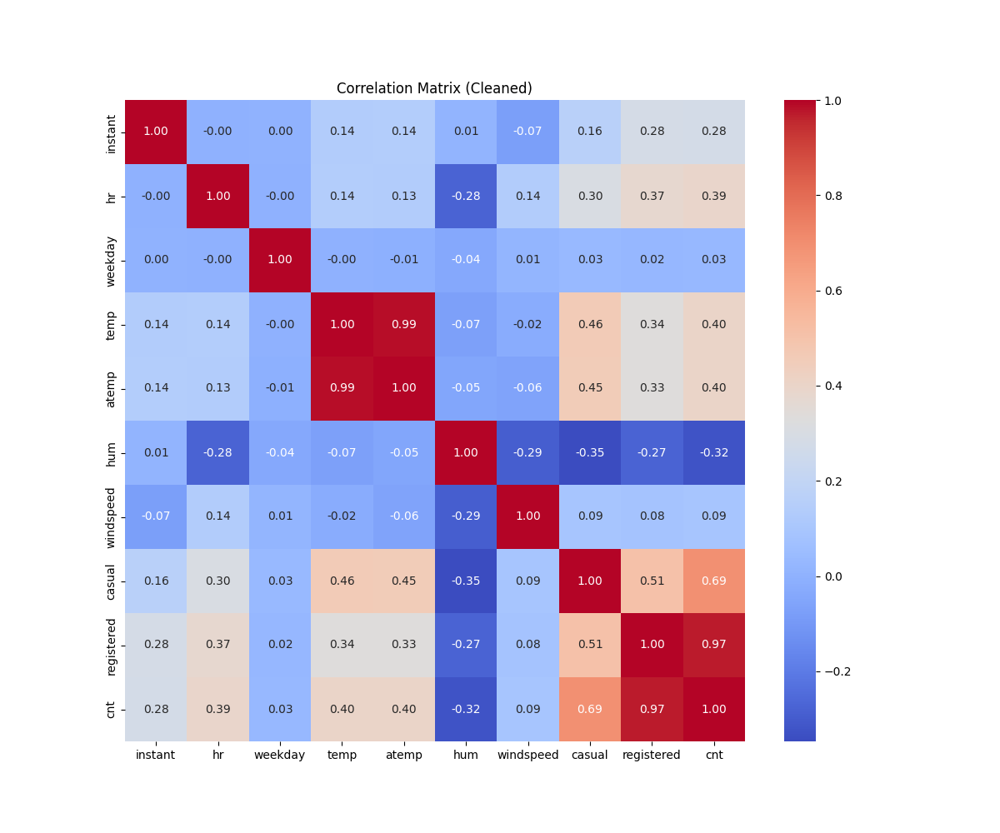 Correlation Matrix (Cleaned)
instant 1.00 -0.00 0.00 0.14 0.14 0.01 -0.07 0.16 0.28 0.28
hr -0.00 1.00 -0.00 0.14 0.13 -0.28 0.14 0.30 0.37 0.39
weekday 0.00 -0.00 1.00 -0.00 -0.01 -0.04 0.01 0.03 0.02 0.03
temp 0.14 0.14 -0.00 1.00 0.99 -0.07 -0.02 0.46 0.34 0.40
atemp 0.14 0.13 -0.01 0.99 1.00 -0.05 -0.06 0.45 0.33 0.40
hum 0.01 -0.28 -0.04 -0.07 -0.05 1.00 -0.29 -0.35 -0.27 -0.32
windspeed -0.07 0.14 0.01 -0.02 -0.06 -0.29 1.00 0.09 0.08 0.09
casual 0.16 0.30 0.03 0.46 0.45 -0.35 0.09 1.00 0.51 0.69
registered 0.28 0.37 0.02 0.34 0.33 -0.27 0.08 0.51 1.00 0.97
cnt 0.28 0.39 0.03 0.40 0.40 -0.32 0.09 0.69 0.97 1.00
instant hr weekday temp atemp hum windspeed casual registered cnt
1.0
0.8
0.6
0.4
0.2
0.0
−0.2